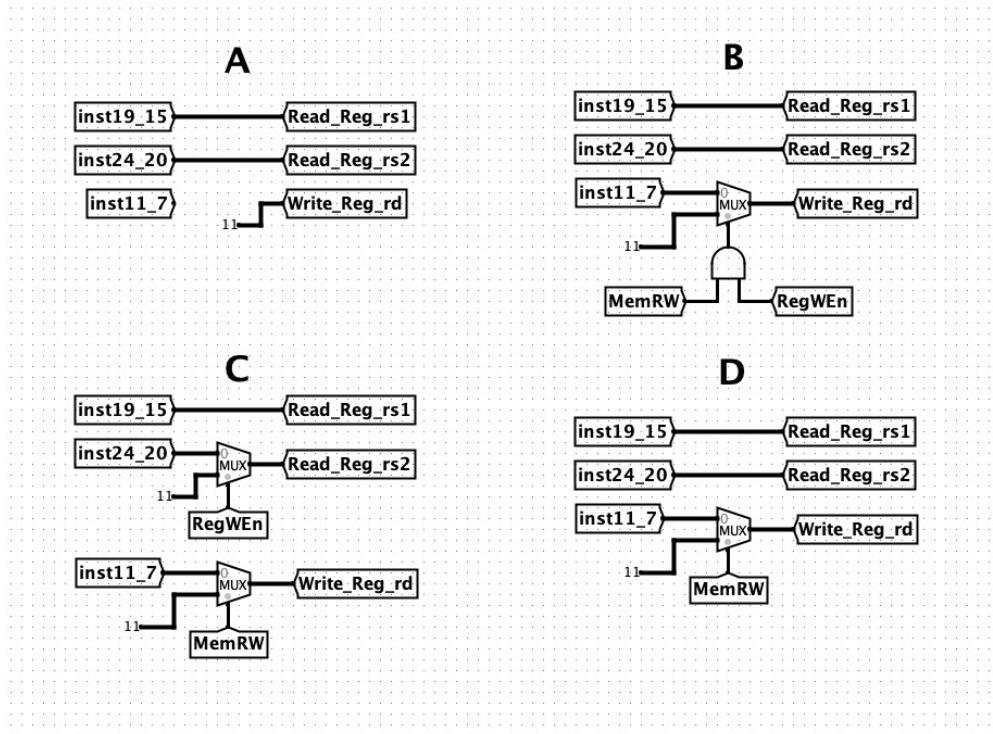 A
inst19_15 Read_Reg_rs1
inst24_20 Read_Reg_rs2
inst11_7 Write_Reg_rd
11
B
inst19_15 Read_Reg_rs1
inst24_20 Read_Reg_rs2
inst11_7 0 MUX Write_Reg_rd
11
MemRW RegWEn
C
inst19_15 Read_Reg_rs1
inst24_20 0 MUX Read_Reg_rs2
11
RegWEn
inst11_7 0 MUX Write_Reg_rd
11
MemRW
D
inst19_15 Read_Reg_rs1
inst24_20 Read_Reg_rs2
inst11_7 0 MUX Write_Reg_rd
11
MemRW